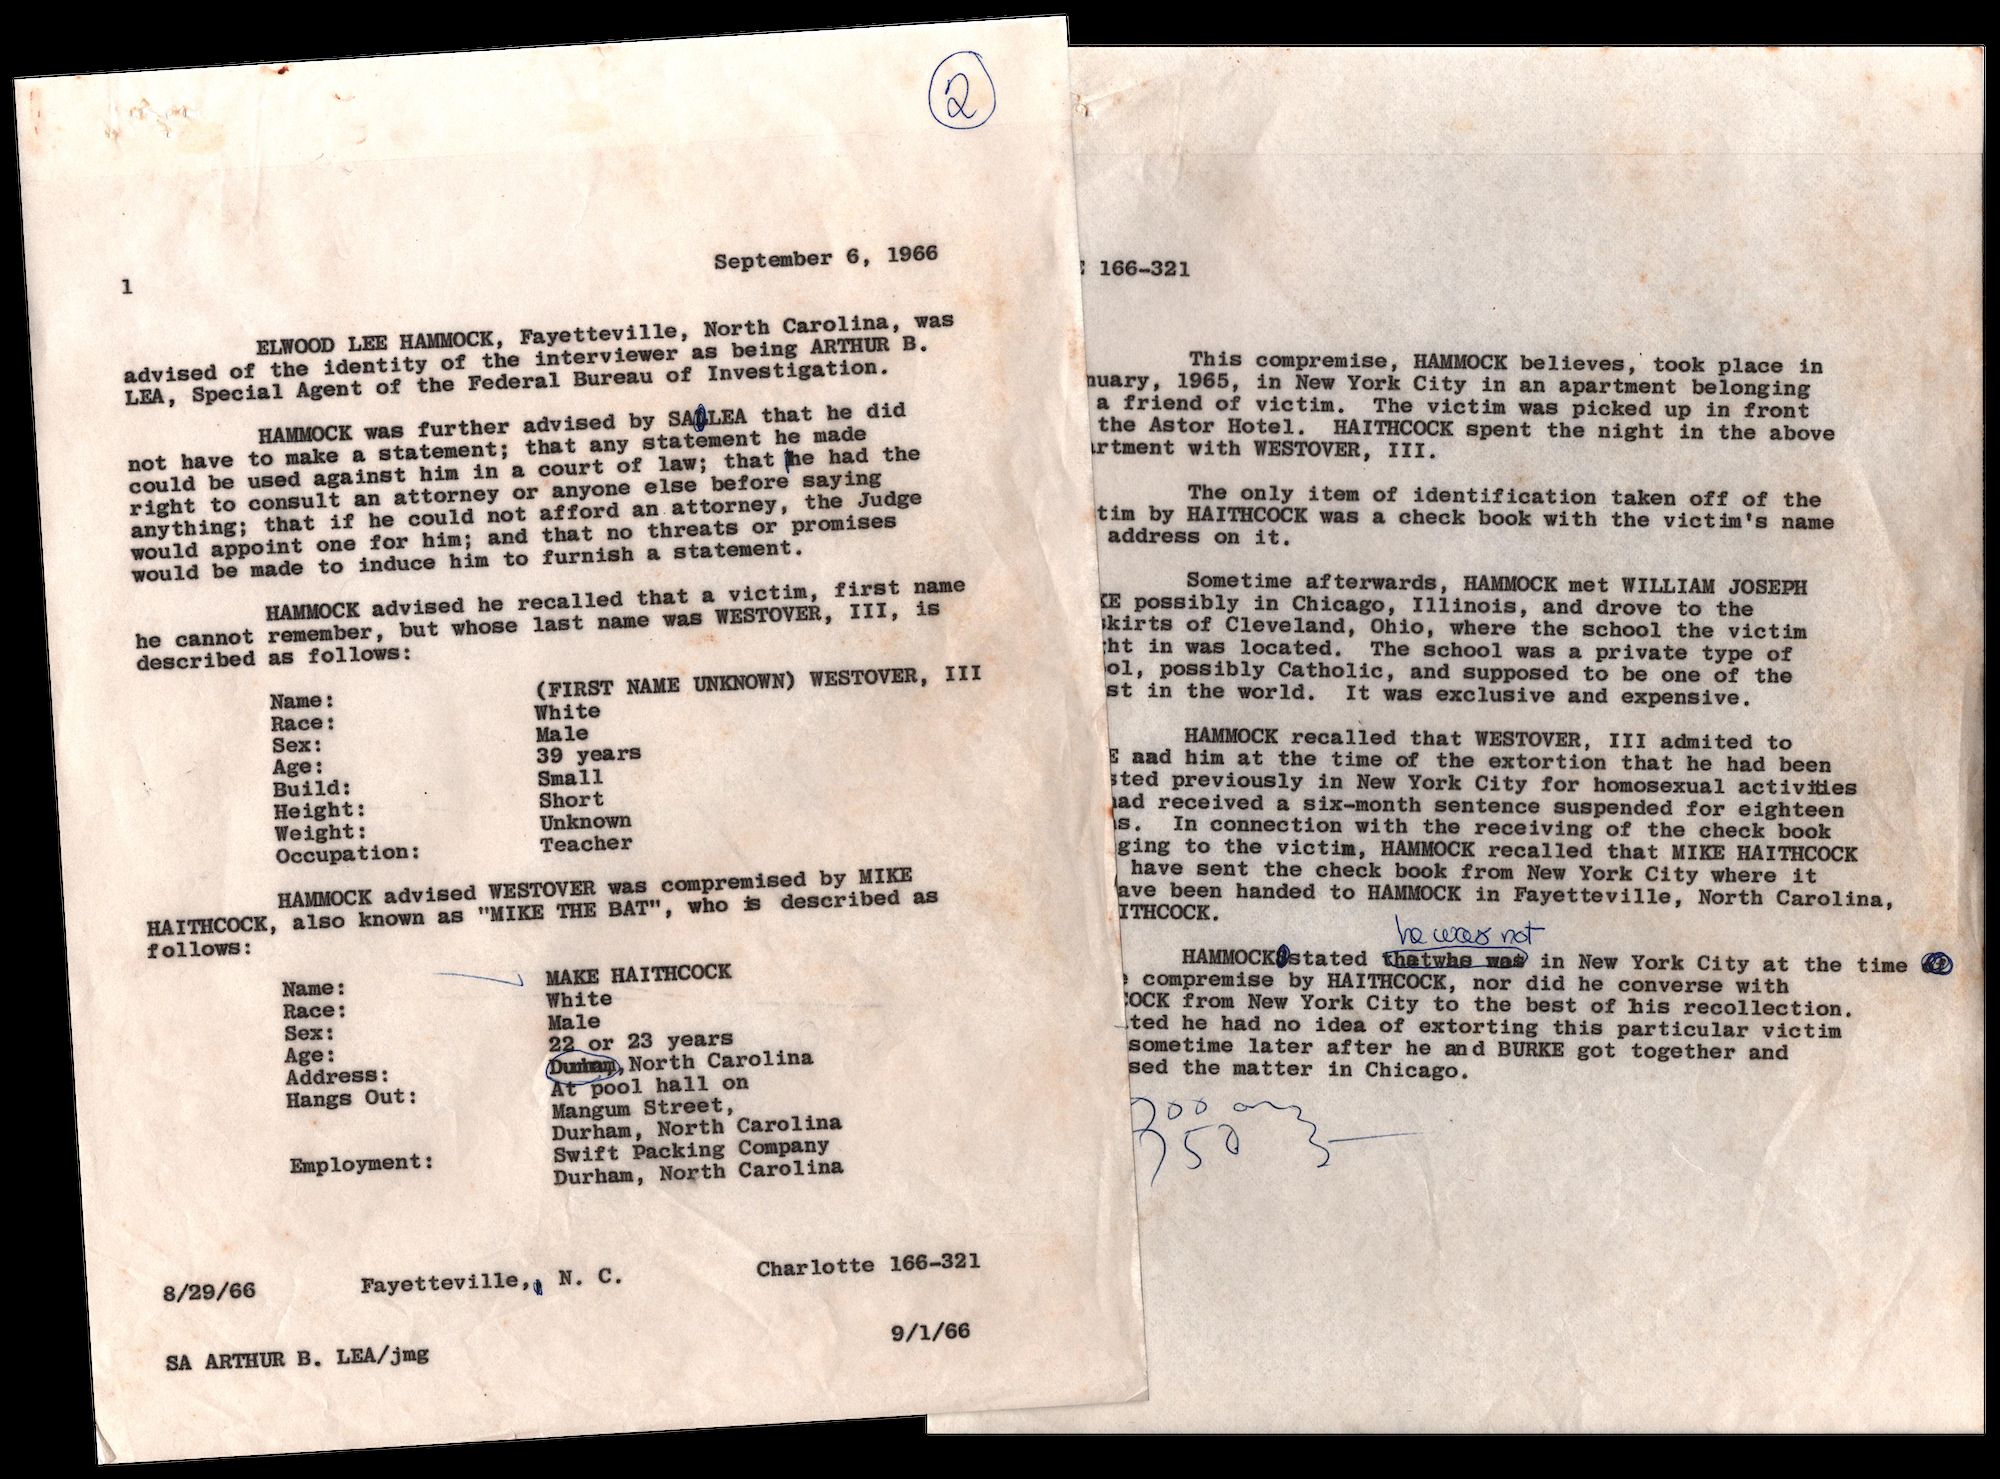 2
September 6, 1966
1
ELWOOD LEE HAMMOCK, Fayetteville, North Carolina, was
advised of the identity of the interviewer as being ARTHUR B.
LEA, Special Agent of the Federal Bureau of Investigation.
HAMMOCK was further advised by SA LEA that he did
not have to make a statement; that any statement he made
could be used against him in a court of law; that he had the
right to consult an attorney or anyone else before saying
anything; that if he could not afford an attorney, the Judge
would appoint one for him; and that no threats or promises
would be made to induce him to furnish a statement.
HAMMOCK advised he recalled that a victim, first name
he cannot remember, but whose last name was WESTOVER, III, is
described as follows:
Name: (FIRST NAME UNKNOWN) WESTOVER, III
Race: White
Sex: Male
Age: 39 years
Build: Small
Height: Short
Weight: Unknown
Occupation: Teacher
HAMMOCK advised WESTOVER was compremised by MIKE
HAITHCOCK, also known as "MIKE THE BAT", who is described as
follows:
Name: MAKE HAITHCOCK
Race: White
Sex: Male
Age: 22 or 23 years
Address: Durham, North Carolina
Hangs Out: At pool hall on
Mangum Street,
Durham, North Carolina
Employment: Swift Packing Company
Durham, North Carolina
8/29/66 Fayetteville, N. C. Charlotte 166-321
9/1/66
SA ARTHUR B. LEA/jmg
166-321
This compremise, HAMMOCK believes, took place in
nuary, 1965, in New York City in an apartment belonging
a friend of victim. The victim was picked up in front
the Astor Hotel. HAITHCOCK spent the night in the above
rtment with WESTOVER, III.
The only item of identification taken off of the
tim by HAITHCOCK was a check book with the victim's name
address on it.
Sometime afterwards, HAMMOCK met WILLIAM JOSEPH
KE possibly in Chicago, Illinois, and drove to the
skirts of Cleveland, Ohio, where the school the victim
ht in was located. The school was a private type of
ol, possibly Catholic, and supposed to be one of the
st in the world. It was exclusive and expensive.
HAMMOCK recalled that WESTOVER, III admited to
E aad him at the time of the extortion that he had been
sted previously in New York City for homosexual activities
ad received a six-month sentence suspended for eighteen
s. In connection with the receiving of the check book
ging to the victim, HAMMOCK recalled that MIKE HAITHCOCK
have sent the check book from New York City where it
ave been handed to HAMMOCK in Fayetteville, North Carolina,
ITHCOCK.
he was not
HAMMOCK stated thatwhe was in New York City at the time
compremise by HAITHCOCK, nor did he converse with
COCK from New York City to the best of his recollection.
ted he had no idea of extorting this particular victim
sometime later after he and BURKE got together and
sed the matter in Chicago.
50